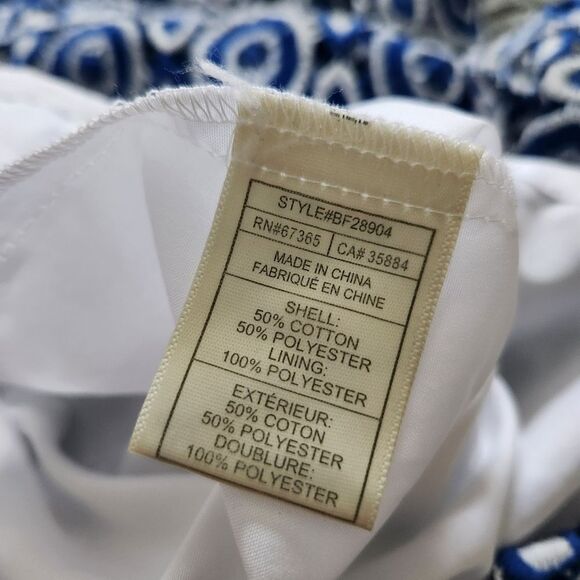 STYLE#BF28904
RN#67365 CA# 35884
MADE IN CHINA
FABRIQUÉ EN CHINE
SHELL:
50% COTTON
50% POLYESTER
LINING:
100% POLYESTER
EXTÉRIEUR:
50% COTON
50% POLYESTER
DOUBLURE:
100% POLYESTER